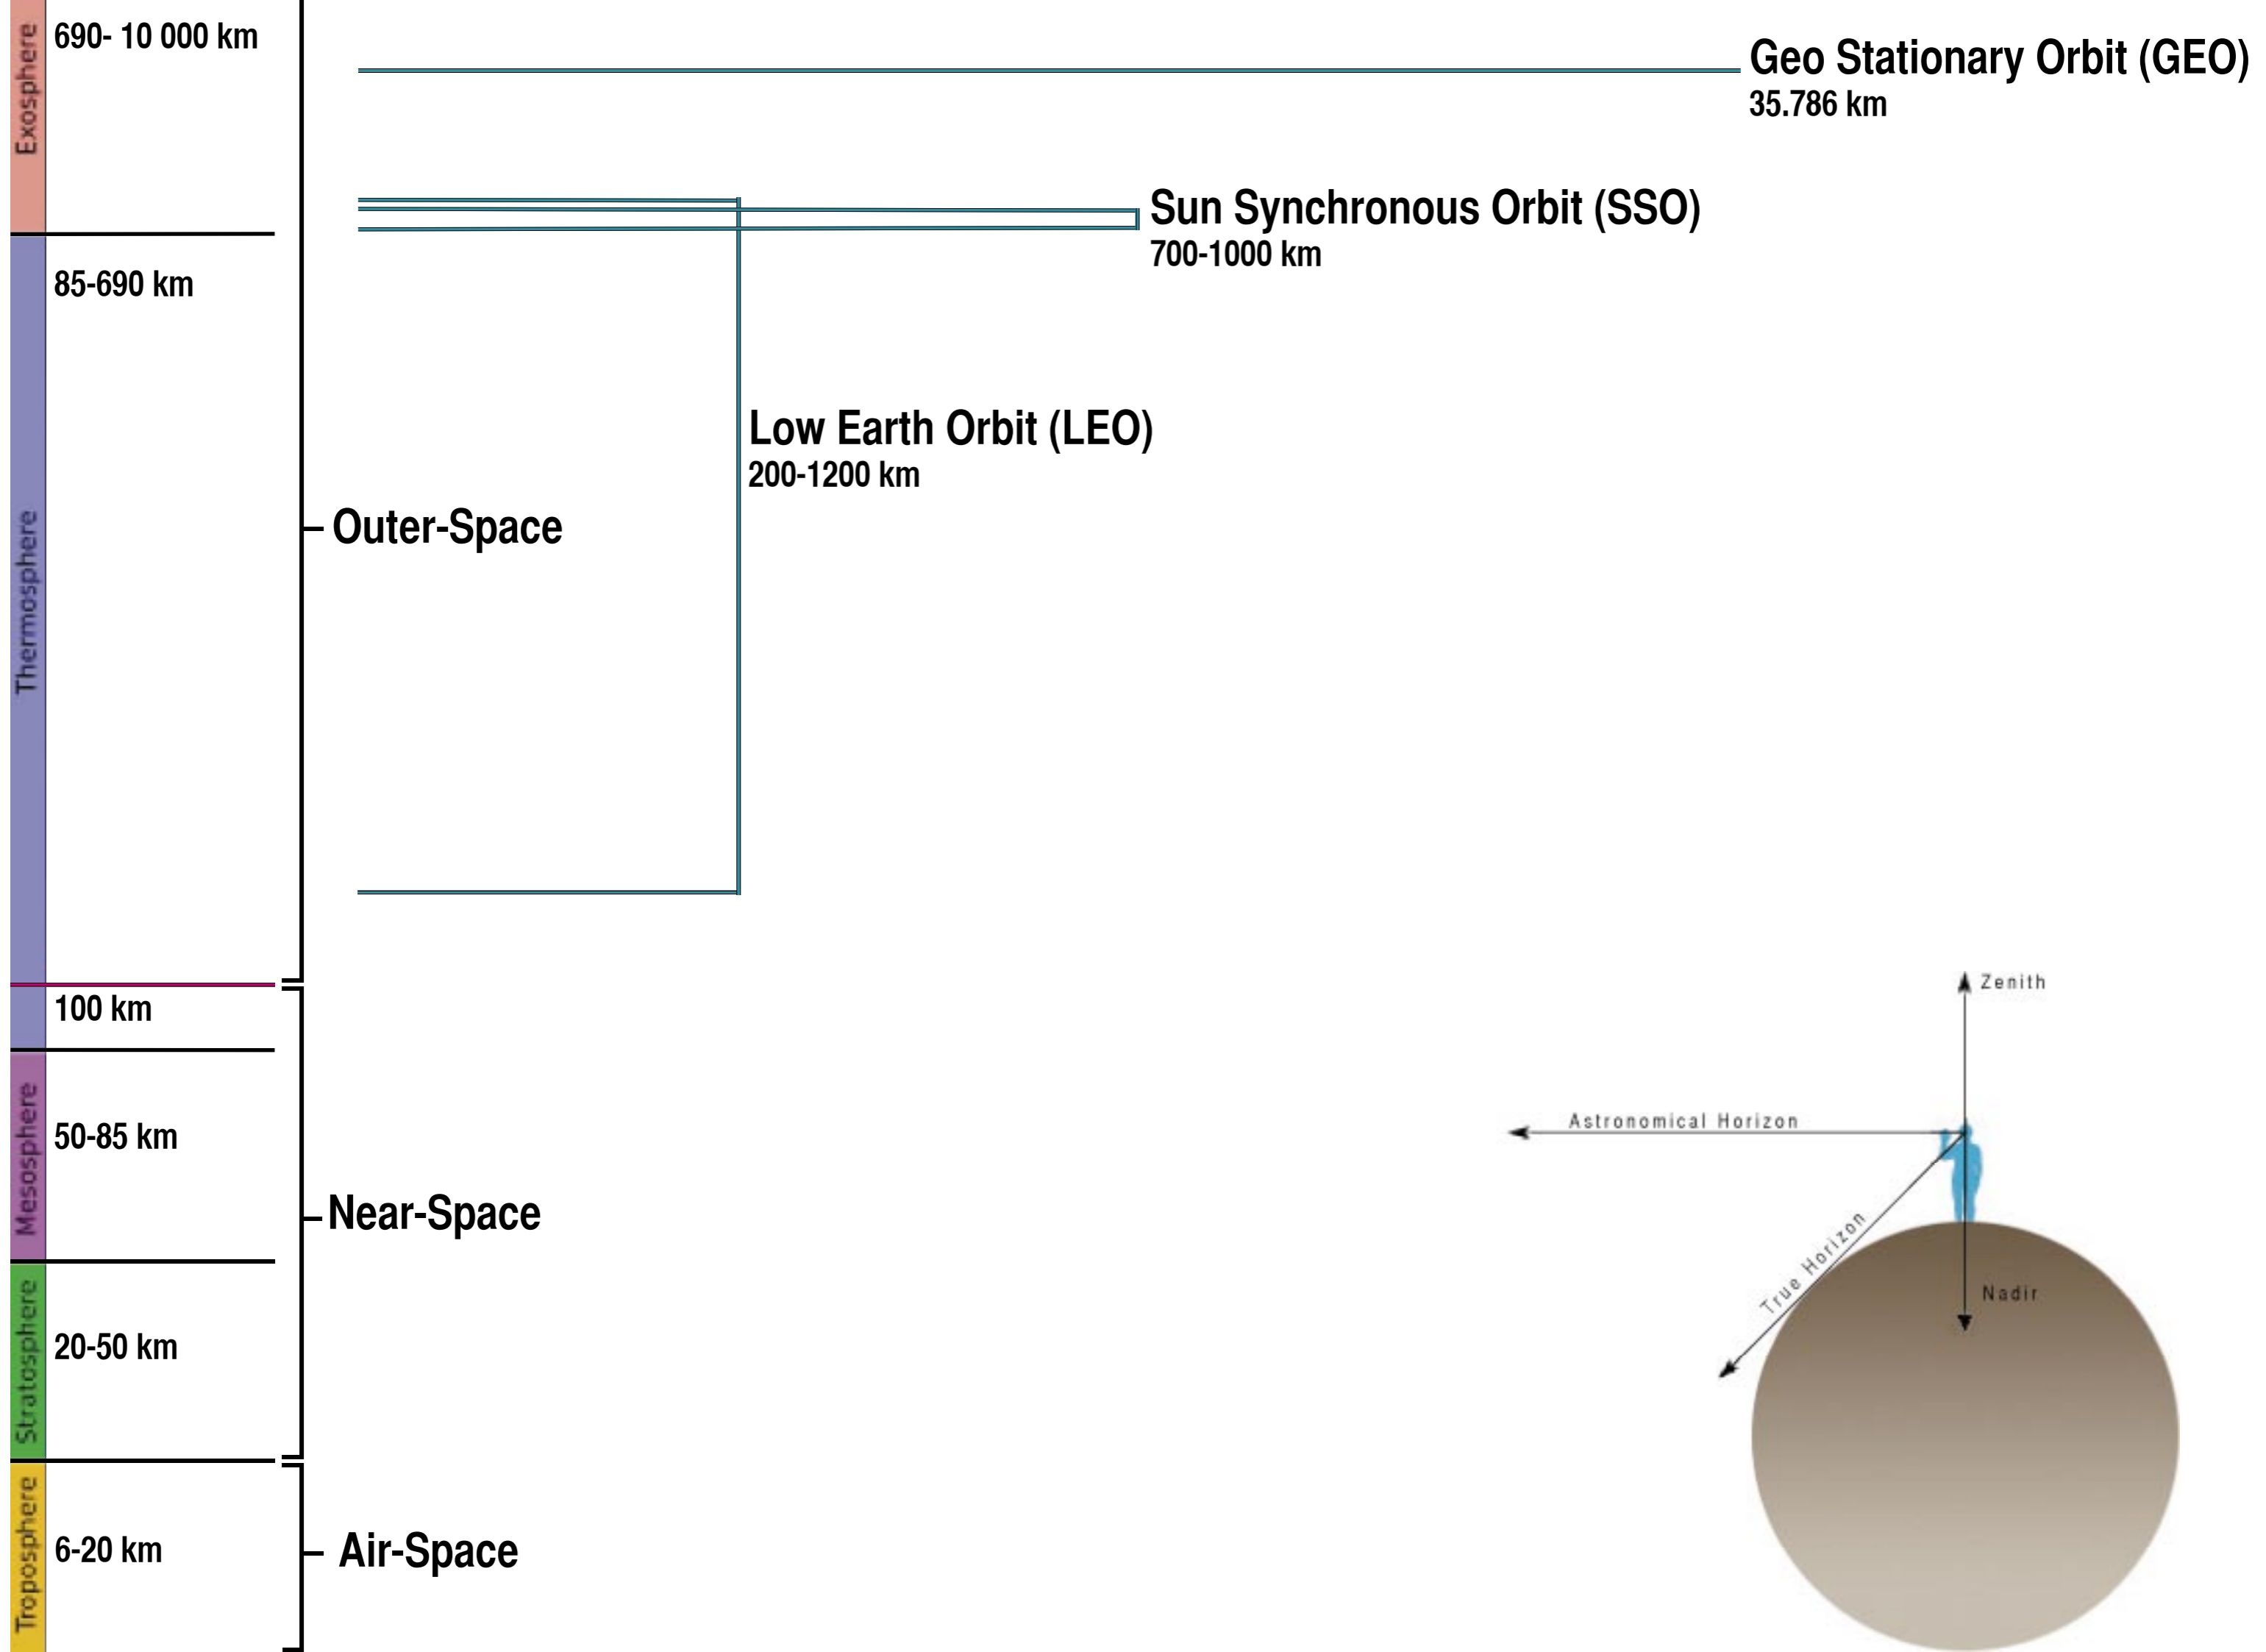 Exosphere
690- 10 000 km
Geo Stationary Orbit (GEO)
35.786 km
Sun Synchronous Orbit (SSO)
700-1000 km
Thermosphere
85-690 km
Low Earth Orbit (LEO)
200-1200 km
Outer-Space
100 km
Mesosphere
50-85 km
Near-Space
Stratosphere
20-50 km
Troposphere
6-20 km
Air-Space
Zenith
Astronomical Horizon
True Horizon
Nadir